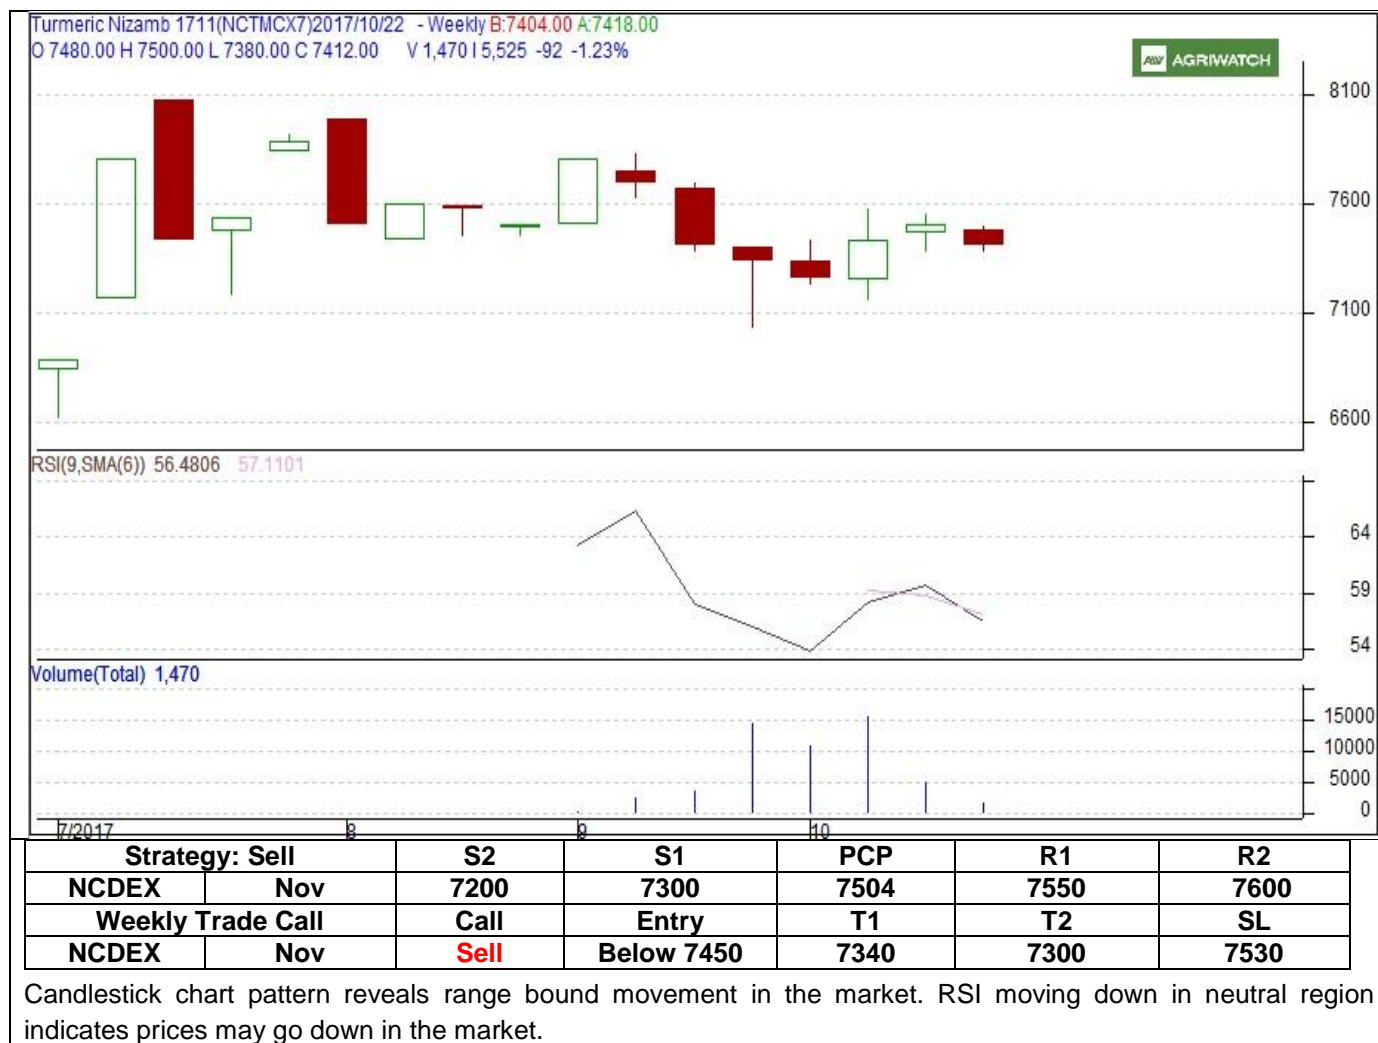 Turmeric Nizamb 1711(NCTMCX7)2017/10/22 - Weekly B:7404.00 A:7418.00
O 7480.00 H 7500.00 L 7380.00 C 7412.00 V 1,470 I 5,525 -92 -1.23%
AW AGRIWATCH
8100
7600
7100
6600
RSI(9,SMA(6)) 56.4806 57.1101
64
59
54
Volume(Total) 1,470
15000
10000
5000
0
7/2017 8 9 10
Strategy: Sell S2 S1 PCP R1 R2
NCDEX Nov 7200 7300 7504 7550 7600
Weekly Trade Call Call Entry T1 T2 SL
NCDEX Nov Sell Below 7450 7340 7300 7530
Candlestick chart pattern reveals range bound movement in the market. RSI moving down in neutral region
indicates prices may go down in the market.